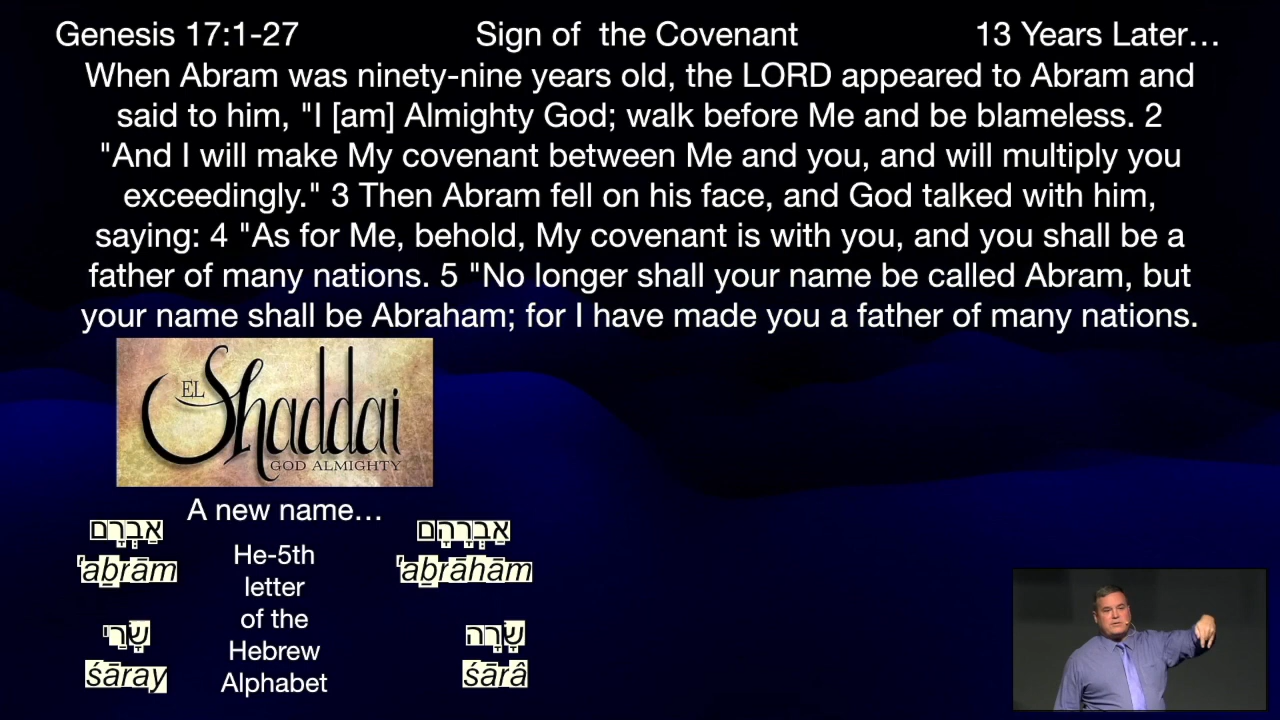 Genesis 17:1-27 Sign of the Covenant 13 Years Later...
When Abram was ninety-nine years old, the LORD appeared to Abram and
said to him, "I [am] Almighty God; walk before Me and be blameless. 2
"And I will make My covenant between Me and you, and will multiply you
exceedingly." 3 Then Abram fell on his face, and God talked with him,
saying: 4 "As for Me, behold, My covenant is with you, and you shall be a
father of many nations. 5 "No longer shall your name be called Abram, but
your name shall be Abraham; for I have made you a father of many nations.
EL Shaddai
GOD ALMIGHTY
A new name...
אַבְרָם
'aḇrām
שָׂרַי
śāray
He-5th
letter
of the
Hebrew
Alphabet
אַבְרָהָם
'aḇrāhām
שָׂרָה
śārâ